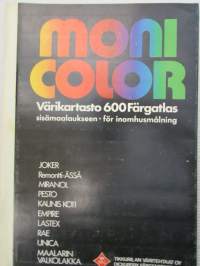 MONI
COLOR
Värikartasto 600 Färgatlas
sisämaalaukseen · för inomhusmålning
JOKER
Remontti-ÄSSÄ
MIRANOL
PESTO
KAUNIS KOTI
EMPIRE
LASTEX
RAE
UNICA
MAALARIN
VALKOLAKKA
TIKKURILAN VÄRITEHTAAT OY